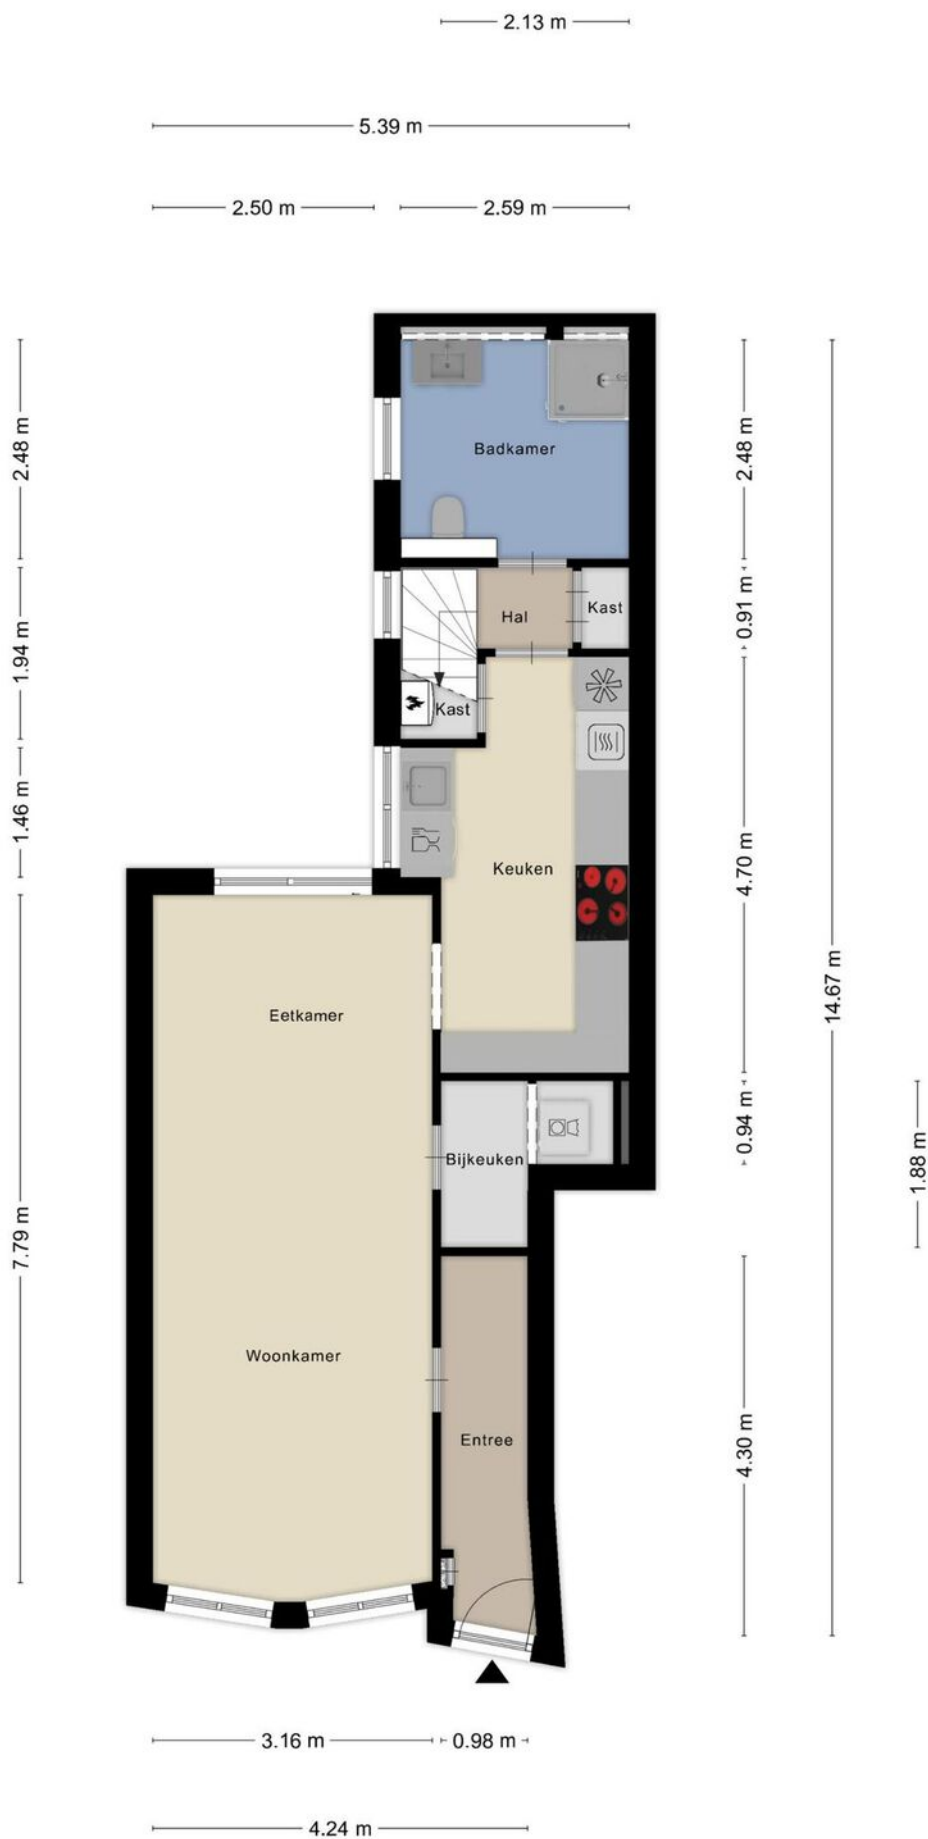 2.13 m
5.39 m
2.50 m
2.59 m
2.48 m
2.48 m
Badkamer
0.91 m
Hal
Kast
1.94 m
Kast
1.46 m
Keuken
4.70 m
14.67 m
Eetkamer
0.94 m
Bijkeuken
1.88 m
7.79 m
Woonkamer
Entree
4.30 m
3.16 m
0.98 m
4.24 m